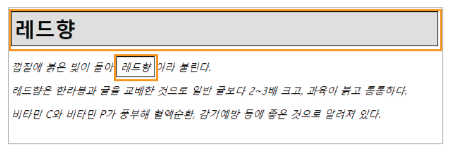 레드향
껍질에 붉은 빛이 돌아 레드향 이라 불린다.
레드향은 한라봉과 귤을 교배한 것으로 일반 귤보다 2~3배 크고, 과육이 붉고 통통하다.
비타민 C와 비타민 P가 풍부해 혈액순환, 감기예방 등에 좋은 것으로 알려져 있다.